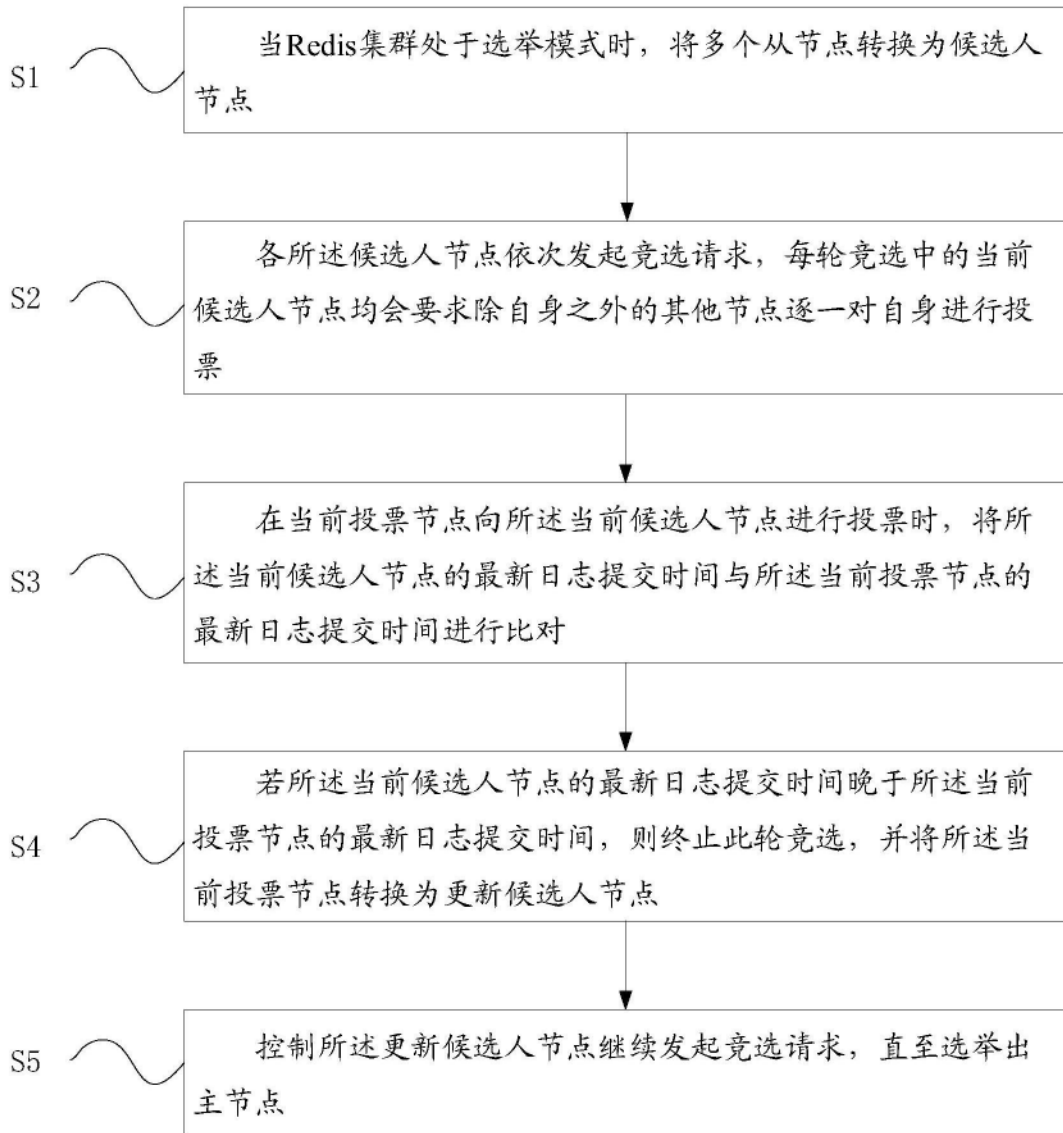 S1
当Redis集群处于选举模式时，将多个从节点转换为候选人
节点
S2
各所述候选人节点依次发起竞选请求，每轮竞选中的当前
候选人节点均会要求除自身之外的其他节点逐一对自身进行投
票
S3
在当前投票节点向所述当前候选人节点进行投票时，将所
述当前候选人节点的最新日志提交时间与所述当前投票节点的
最新日志提交时间进行比对
S4
若所述当前候选人节点的最新日志提交时间晚于所述当前
投票节点的最新日志提交时间，则终止此轮竞选，并将所述当
前投票节点转换为更新候选人节点
S5
控制所述更新候选人节点继续发起竞选请求，直至选举出
主节点